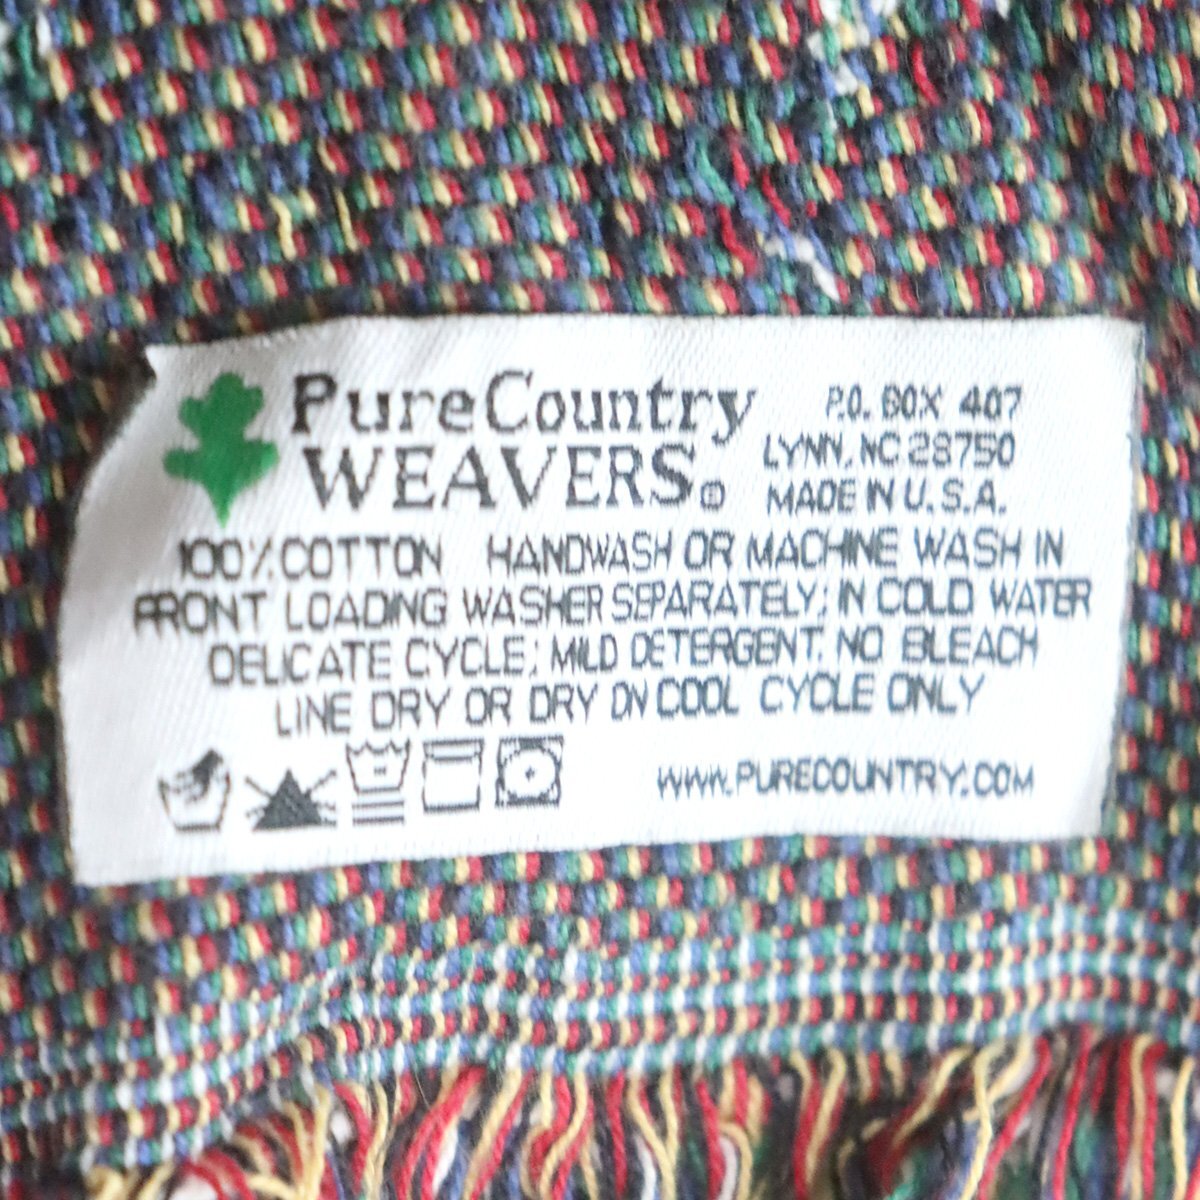 PureCountry
WEAVERS®
P.O. BOX 407
LYNN, NC 28750
MADE IN U.S.A.
100% COTTON HANDWASH OR MACHINE WASH IN
FRONT LOADING WASHER SEPARATELY; IN COLD WATER
DELICATE CYCLE; MILD DETERGENT. NO BLEACH
LINE DRY OR DRY ON COOL CYCLE ONLY
WWW.PURECOUNTRY.COM